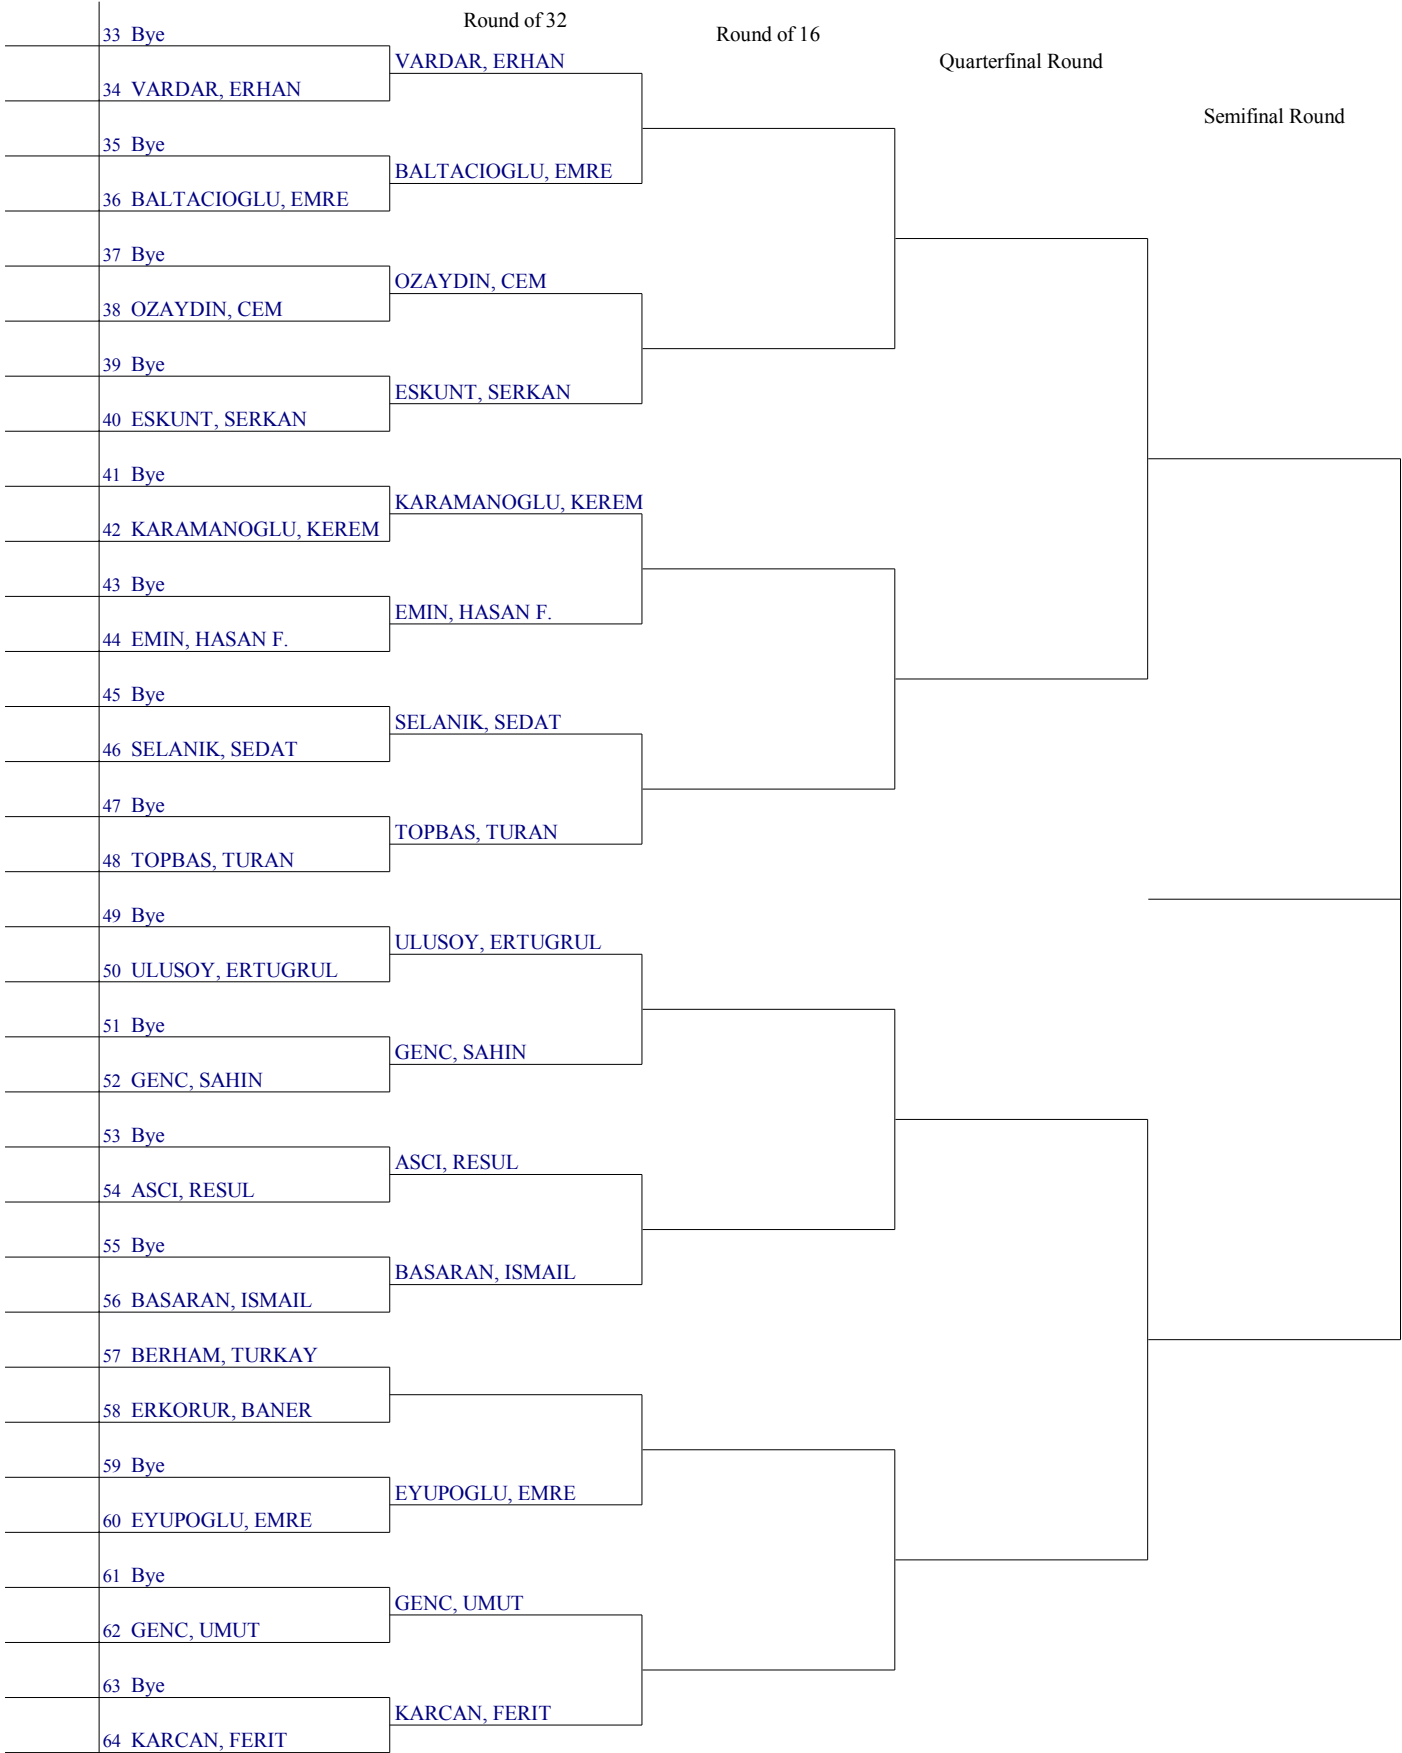 Round of 32
Round of 16
Quarterfinal Round
Semifinal Round
33 Bye
VARDAR, ERHAN
34 VARDAR, ERHAN
35 Bye
BALTACIOGLU, EMRE
36 BALTACIOGLU, EMRE
37 Bye
OZAYDIN, CEM
38 OZAYDIN, CEM
39 Bye
ESKUNT, SERKAN
40 ESKUNT, SERKAN
41 Bye
KARAMANOGLU, KEREM
42 KARAMANOGLU, KEREM
43 Bye
EMIN, HASAN F.
44 EMIN, HASAN F.
45 Bye
SELANIK, SEDAT
46 SELANIK, SEDAT
47 Bye
TOPBAS, TURAN
48 TOPBAS, TURAN
49 Bye
ULUSOY, ERTUGRUL
50 ULUSOY, ERTUGRUL
51 Bye
GENC, SAHIN
52 GENC, SAHIN
53 Bye
ASCI, RESUL
54 ASCI, RESUL
55 Bye
BASARAN, ISMAIL
56 BASARAN, ISMAIL
57 BERHAM, TURKAY
58 ERKORUR, BANER
59 Bye
EYUPOGLU, EMRE
60 EYUPOGLU, EMRE
61 Bye
GENC, UMUT
62 GENC, UMUT
63 Bye
KARCAN, FERIT
64 KARCAN, FERIT